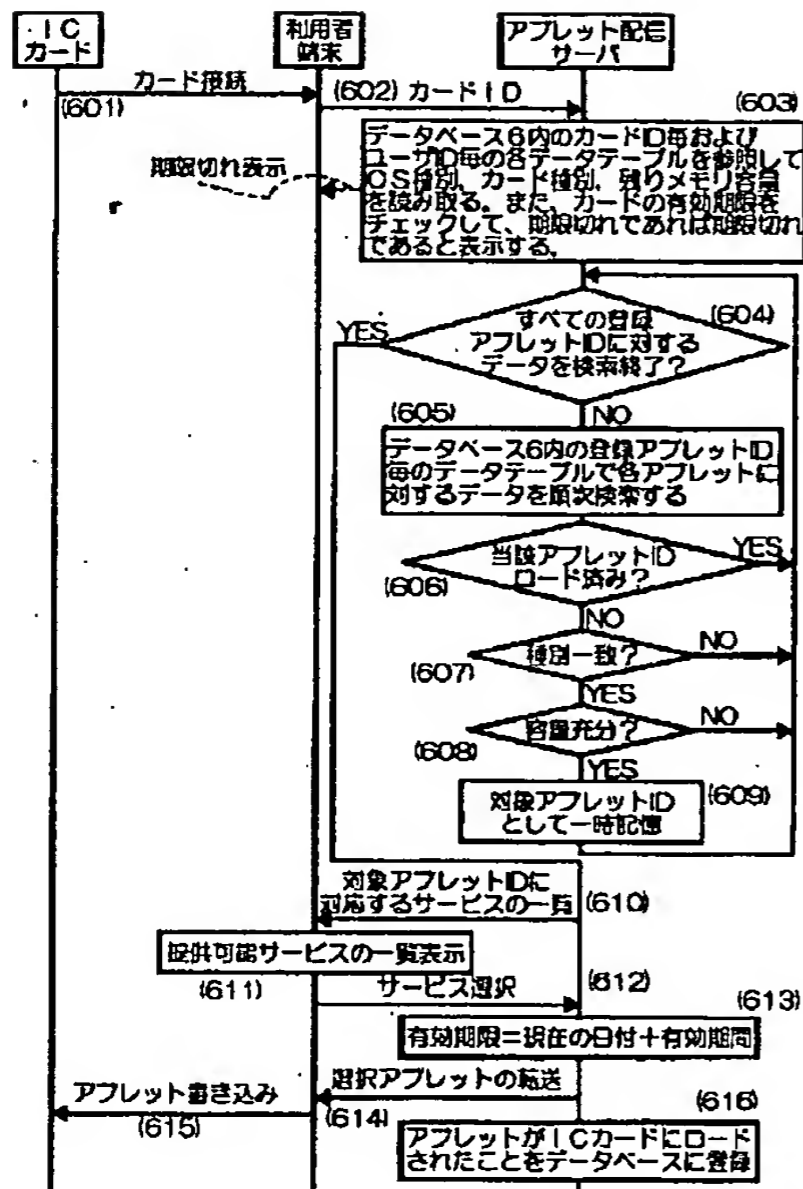 IC
カード
利用者
端末
アプレット配信
サーバ
カード接続
(601)
(602) カードID
(603)
データベース6内のカードID毎および
ユーザID毎の各データテーブルを参照して
OS種別、カード種別、残りメモリ容量
を読み取る。また、カードの有効期限を
チェックして、期限切れであれば期限切れ
であると表示する。
期限切れ表示
(604)
すべての登録
アプレットIDに対する
データを検索終了?
YES
NO
(605)
データベース6内の登録アプレットID
毎のデータテーブルで各アプレットに
対するデータを順次検索する
当該アプレットID
ロード済み?
YES
(606)
NO
種別一致?
NO
(607)
YES
容量充分?
NO
(608)
YES
対象アプレットID
として一時記憶
(609)
対象アプレットIDに
対応するサービスの一覧
(610)
提供可能サービスの一覧表示
(611)
サービス選択
(612)
(613)
有効期限=現在の日付+有効期間
選択アプレットの転送
アプレット書き込み
(614)
(615)
(616)
アプレットがICカードにロード
されたことをデータベースに登録